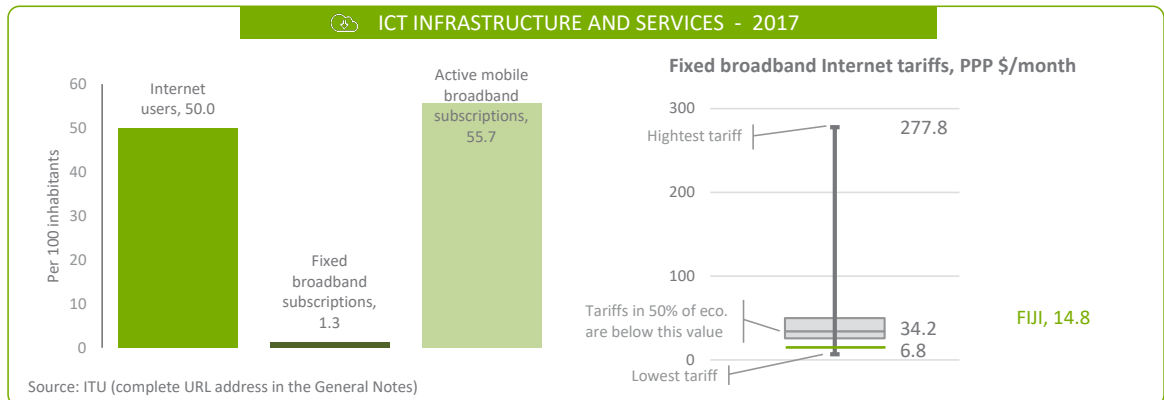 ICT INFRASTRUCTURE AND SERVICES - 2017
Per 100 inhabitants
60
50
40
30
20
10
0
Internet
users, 50.0
Fixed
broadband
subscriptions,
1.3
Active mobile
broadband
subscriptions,
55.7
Source: ITU (complete URL address in the General Notes)
Fixed broadband Internet tariffs, PPP $/month
300
200
100
0
Highest tariff
277.8
Tariffs in 50% of eco.
are below this value
34.2
6.8
Lowest tariff
FIJI, 14.8